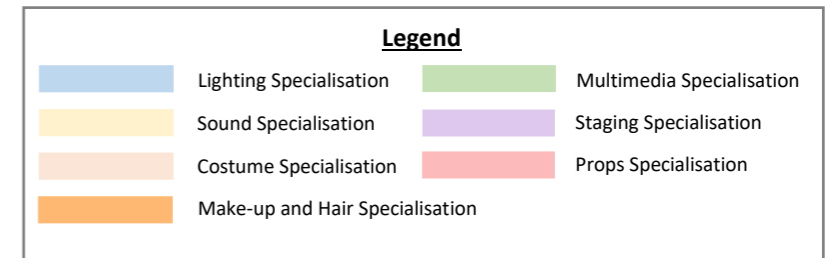 Legend
Lighting Specialisation
Multimedia Specialisation
Sound Specialisation
Staging Specialisation
Costume Specialisation
Props Specialisation
Make-up and Hair Specialisation